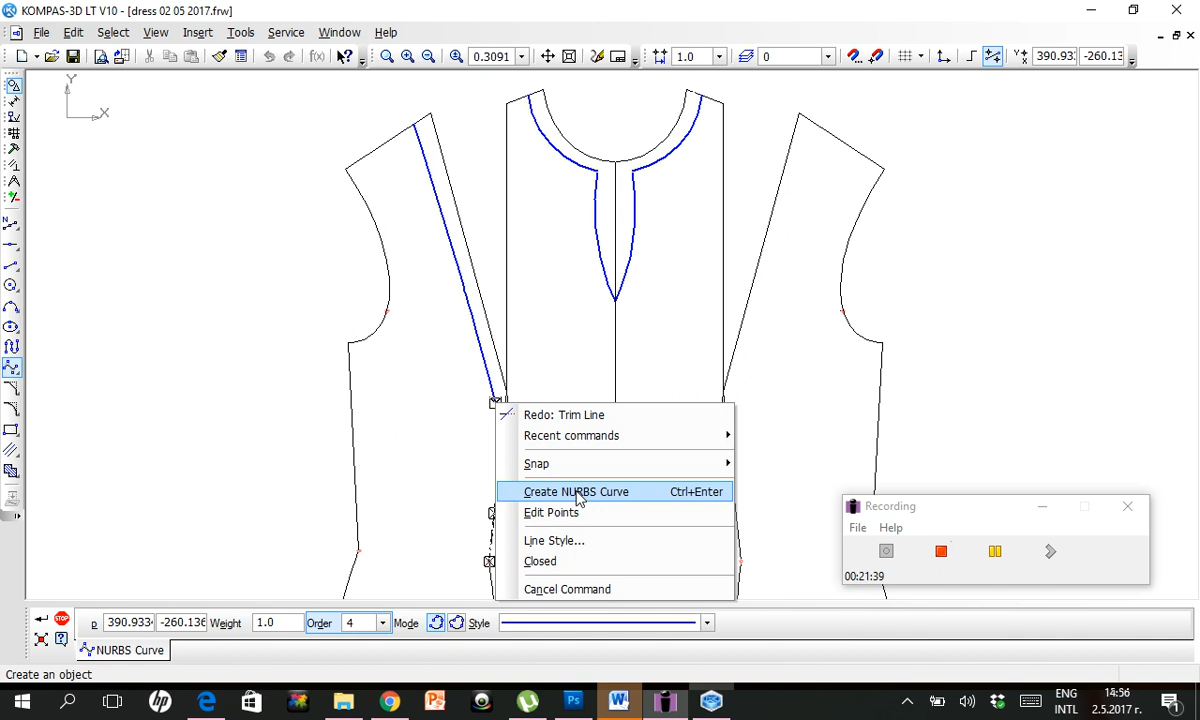 KOMPAS-3D LT V10 - [dress 02 05 2017.frw]
File Edit Select View Insert Tools Service Window Help
0.3091 1.0 0 390.93: -260.13:
Y
X
Redo: Trim Line
Recent commands
Snap
Create NURBS Curve Ctrl+Enter
Edit Points
Line Style...
Closed
Cancel Command
Recording
File Help
00:21:39
p 390.933 -260.136 Weight 1.0 Order 4 Mode Style
NURBS Curve
Create an object
ENG 14:56
INTL 2.5.2017 г.